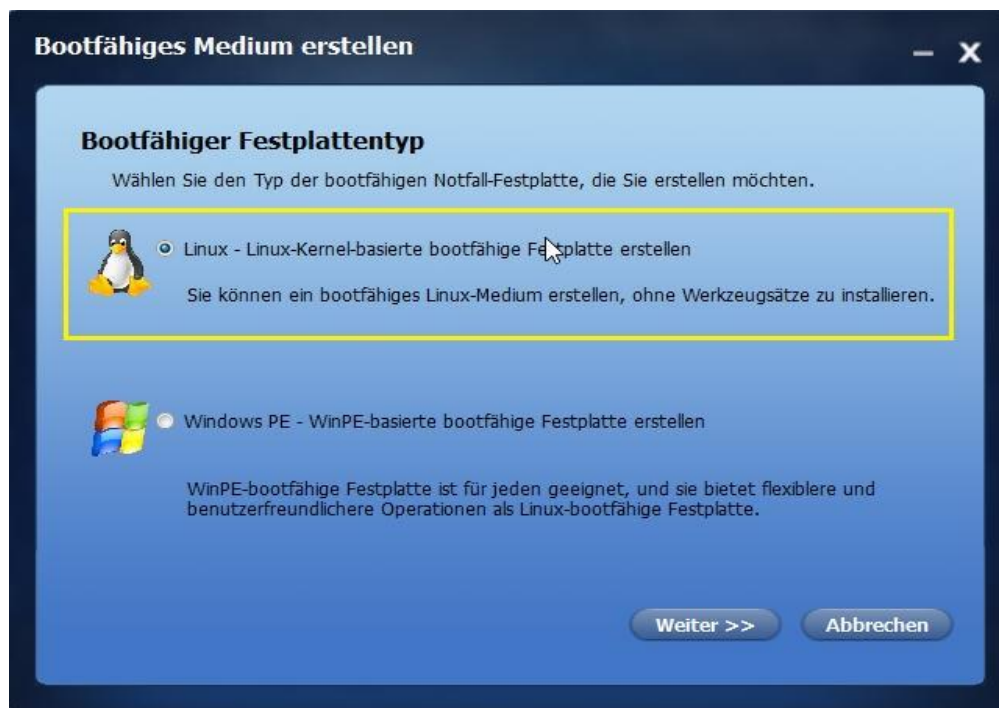 Bootfähiges Medium erstellen
Bootfähiger Festplattentyp
Wählen Sie den Typ der bootfähigen Notfall-Festplatte, die Sie erstellen möchten.
Linux - Linux-Kernel-basierte bootfähige Festplatte erstellen
Sie können ein bootfähiges Linux-Medium erstellen, ohne Werkzeugsätze zu installieren.
Windows PE - WinPE-basierte bootfähige Festplatte erstellen
WinPE-bootfähige Festplatte ist für jeden geeignet, und sie bietet flexiblere und
benutzerfreundlichere Operationen als Linux-bootfähige Festplatte.
Weiter >> Abbrechen